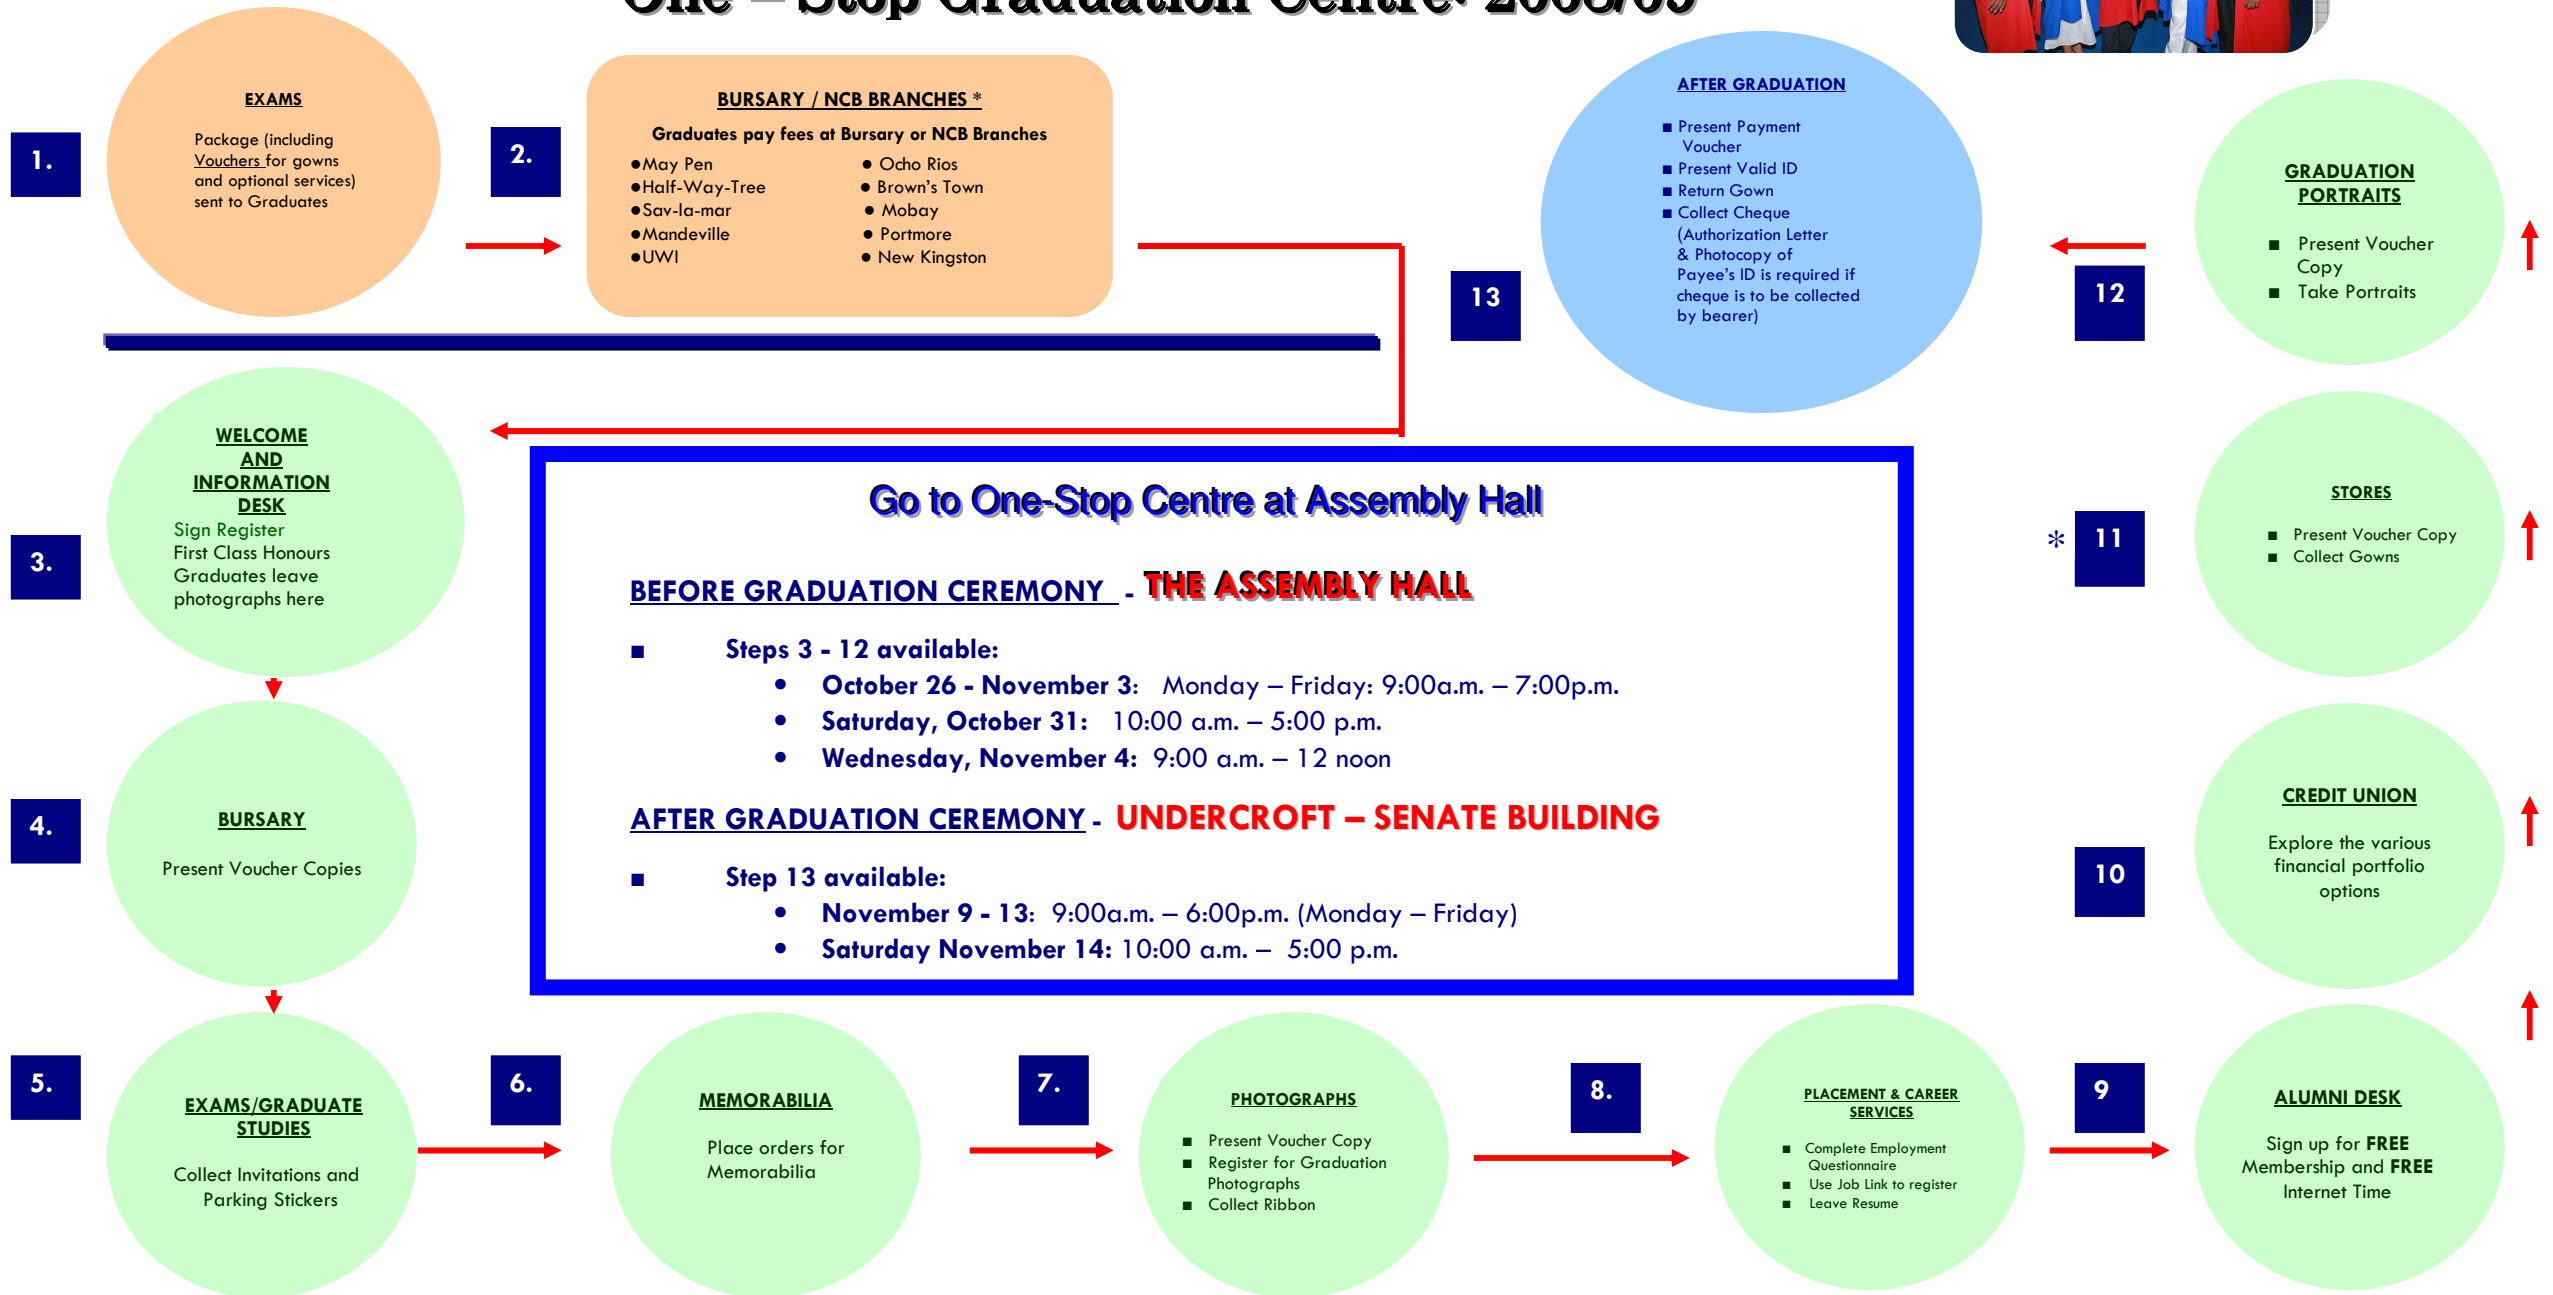 One – Stop Graduation Centre: 2008/09
1.
EXAMS
Package (including
Vouchers for gowns
and optional services)
sent to Graduates
2.
BURSARY / NCB BRANCHES *
Graduates pay fees at Bursary or NCB Branches
●May Pen ● Ocho Rios
●Half-Way-Tree ● Brown's Town
●Sav-la-mar ● Mobay
●Mandeville ● Portmore
●UWI ● New Kingston
3.
WELCOME
AND
INFORMATION
DESK
Sign Register
First Class Honours
Graduates leave
photographs here
4.
BURSARY
Present Voucher Copies
5.
EXAMS/GRADUATE
STUDIES
Collect Invitations and
Parking Stickers
6.
MEMORABILIA
Place orders for
Memorabilia
7.
PHOTOGRAPHS
■ Present Voucher Copy
■ Register for Graduation
Photographs
■ Collect Ribbon
8.
PLACEMENT & CAREER
SERVICES
■ Complete Employment
Questionnaire
■ Use Job Link to register
■ Leave Resume
9
ALUMNI DESK
Sign up for FREE
Membership and FREE
Internet Time
10
CREDIT UNION
Explore the various
financial portfolio
options
* 11
STORES
■ Present Voucher Copy
■ Collect Gowns
12
GRADUATION
PORTRAITS
■ Present Voucher
Copy
■ Take Portraits
13
AFTER GRADUATION
■ Present Payment
Voucher
■ Present Valid ID
■ Return Gown
■ Collect Cheque
(Authorization Letter
& Photocopy of
Payee's ID is required if
cheque is to be collected
by bearer)
Go to One-Stop Centre at Assembly Hall
BEFORE GRADUATION CEREMONY - THE ASSEMBLY HALL
■ Steps 3 - 12 available:
• October 26 - November 3: Monday – Friday: 9:00a.m. – 7:00p.m.
• Saturday, October 31: 10:00 a.m. – 5:00 p.m.
• Wednesday, November 4: 9:00 a.m. – 12 noon
AFTER GRADUATION CEREMONY - UNDERCROFT – SENATE BUILDING
■ Step 13 available:
• November 9 - 13: 9:00a.m. – 6:00p.m. (Monday – Friday)
• Saturday November 14: 10:00 a.m. – 5:00 p.m.